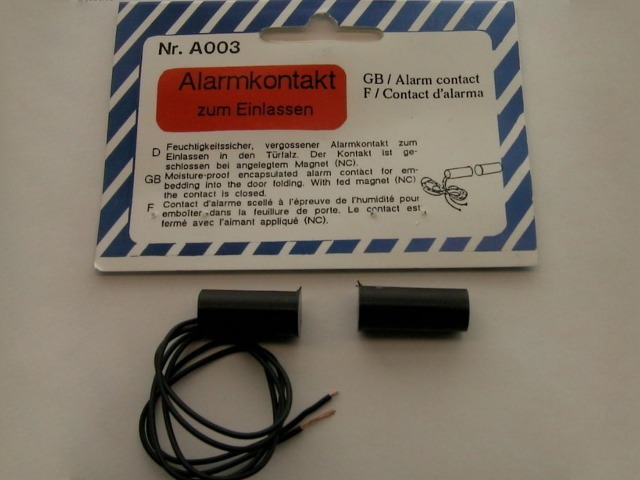 Nr. A003
Alarmkontakt
zum Einlassen
GB / Alarm contact
F / Contact d'alarma
D Feuchtigkeitssicher, vergossener Alarmkontakt zum
Einlassen in den Türfalz. Der Kontakt ist ge-
schlossen bei angelegtem Magnet (NC).
GB Moisture-proof encapsulated alarm contact for em-
bedding into the door folding. With fed magnet (NC)
the contact is closed.
F Contact d'alarme scellé à l'épreuve de l'humidité pour
emboîter dans la feuillure de porte. Le contact est
fermé avec l'aimant appliqué (NC).